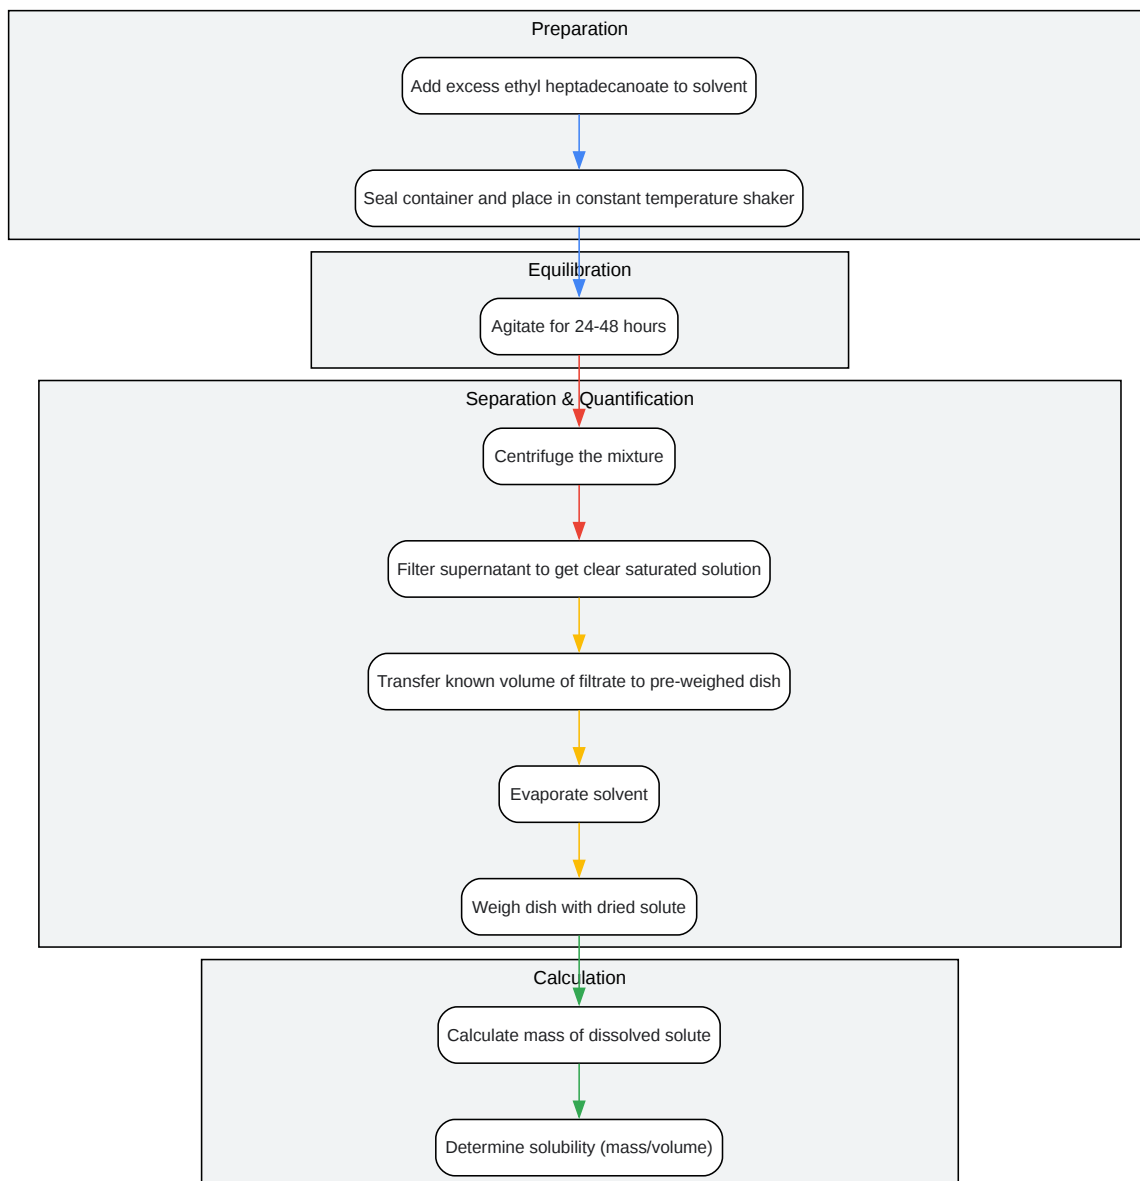 Preparation
Add excess ethyl heptadecanoate to solvent
Seal container and place in constant temperature shaker
Equilibration
Agitate for 24-48 hours
Separation & Quantification
Centrifuge the mixture
Filter supernatant to get clear saturated solution
Transfer known volume of filtrate to pre-weighed dish
Evaporate solvent
Weigh dish with dried solute
Calculation
Calculate mass of dissolved solute
Determine solubility (mass/volume)